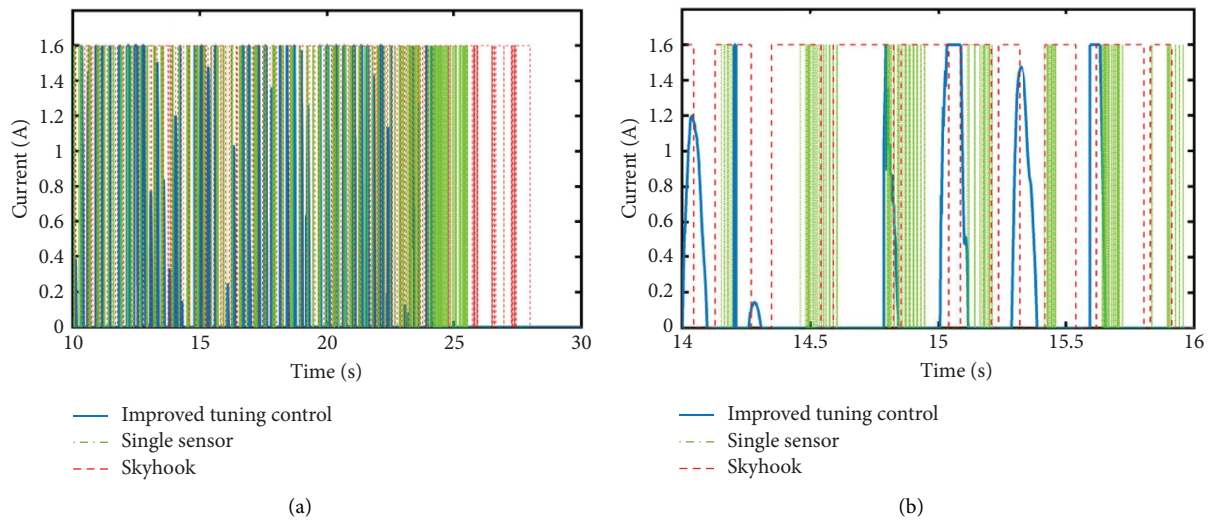 1.6
1.4
1.2
1
0.8
0.6
0.4
0.2
0
Current (A)
10
15
20
25
30
Time (s)
Improved tuning control
Single sensor
Skyhook
(a)
1.6
1.4
1.2
1
0.8
0.6
0.4
0.2
0
Current (A)
14
14.5
15
15.5
16
Time (s)
Improved tuning control
Single sensor
Skyhook
(b)